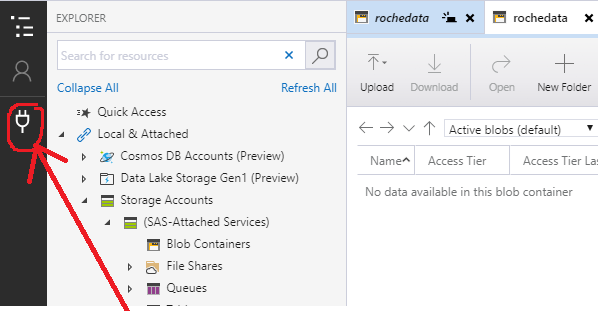 EXPLORER
Search for resources
Collapse All Refresh All
Quick Access
Local & Attached
Cosmos DB Accounts (Preview)
Data Lake Storage Gen1 (Preview)
Storage Accounts
(SAS-Attached Services)
Blob Containers
File Shares
Queues
rochedata rochedata
Upload Download Open New Folder
Active blobs (default)
Name Access Tier Access Tier Las
No data available in this blob container